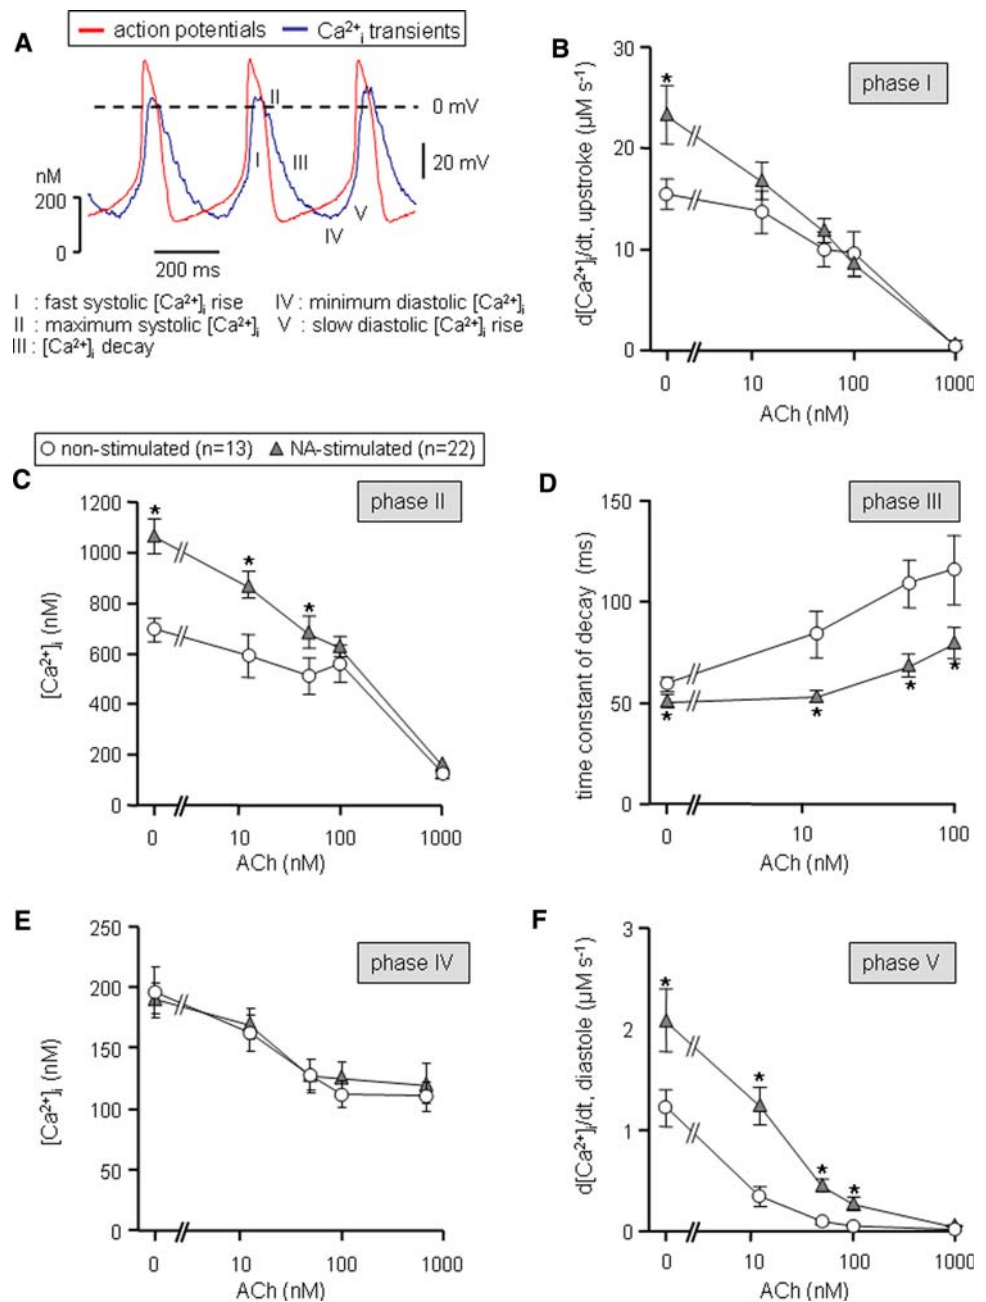 A
action potentials Ca²⁺ᵢ transients
0 mV
20 mV
nM
200
0
200 ms
I II III IV V
I : fast systolic [Ca²⁺]ᵢ rise IV : minimum diastolic [Ca²⁺]ᵢ
II : maximum systolic [Ca²⁺]ᵢ V : slow diastolic [Ca²⁺]ᵢ rise
III : [Ca²⁺]ᵢ decay
B
phase I
d[Ca²⁺]ᵢ/dt, upstroke (µM s⁻¹)
30
*
20
10
0
0 10 100 1000
ACh (nM)
non-stimulated (n=13) NA-stimulated (n=22)
C
phase II
[Ca²⁺]ᵢ (nM)
1200
1000
800
600
400
200
0
* * *
0 10 100 1000
ACh (nM)
D
phase III
time constant of decay (ms)
150
100
50
0
* * * *
0 10 100
ACh (nM)
E
phase IV
[Ca²⁺]ᵢ (nM)
250
200
150
100
50
0
0 10 100 1000
ACh (nM)
F
phase V
d[Ca²⁺]ᵢ/dt, diastole (µM s⁻¹)
3
2
1
0
* * * *
0 10 100 1000
ACh (nM)